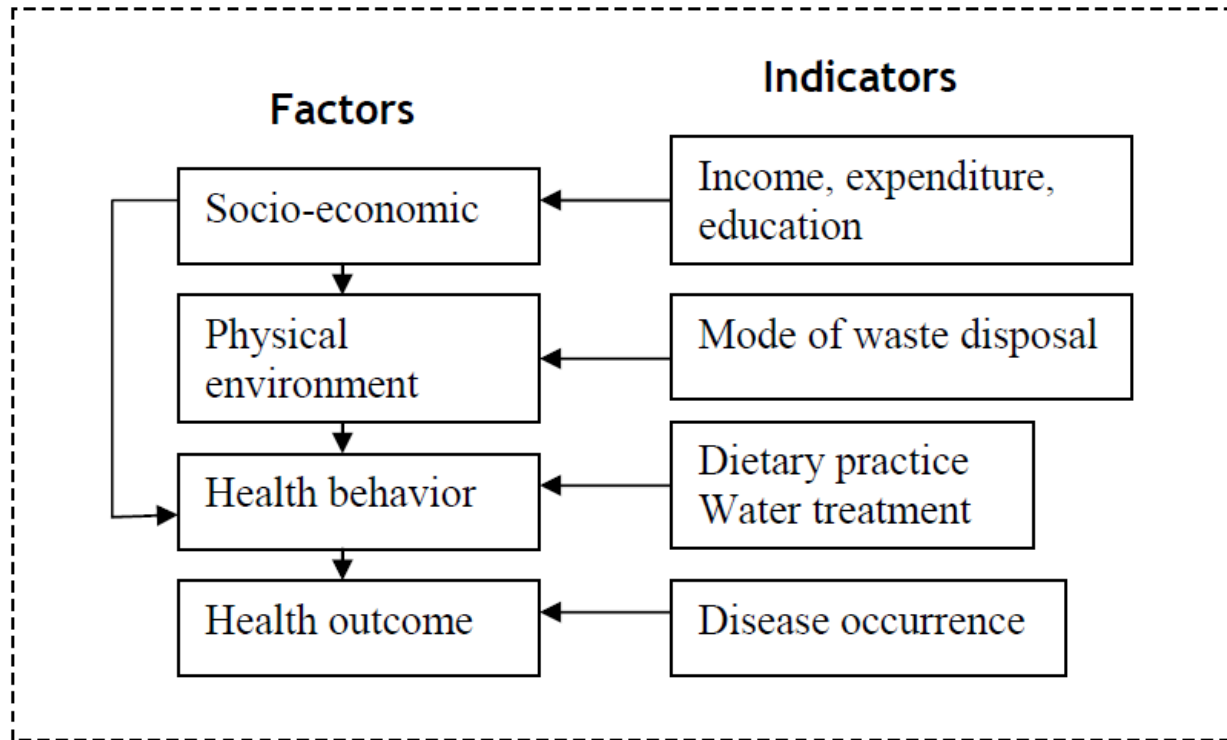 Indicators
Factors
Income, expenditure,
education
Socio-economic
Mode of waste disposal
Physical
environment
Dietary practice
Water treatment
Health behavior
Disease occurrence
Health outcome